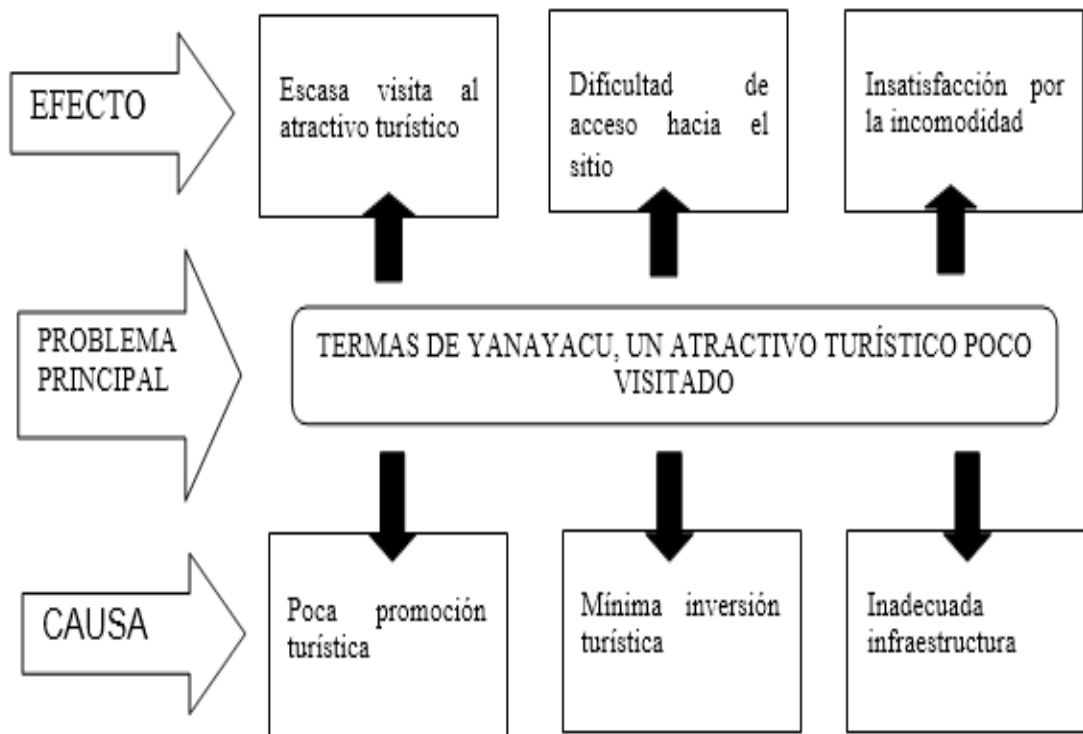 EFECTO
Escasa visita al
atractivo turístico
Dificultad de
acceso hacia el
sitio
Insatisfacción por
la incomodidad
PROBLEMA
PRINCIPAL
TERMAS DE YANAYACU, UN ATRACTIVO TURÍSTICO POCO
VISITADO
CAUSA
Poca promoción
turística
Mínima inversión
turística
Inadecuada
infraestructura